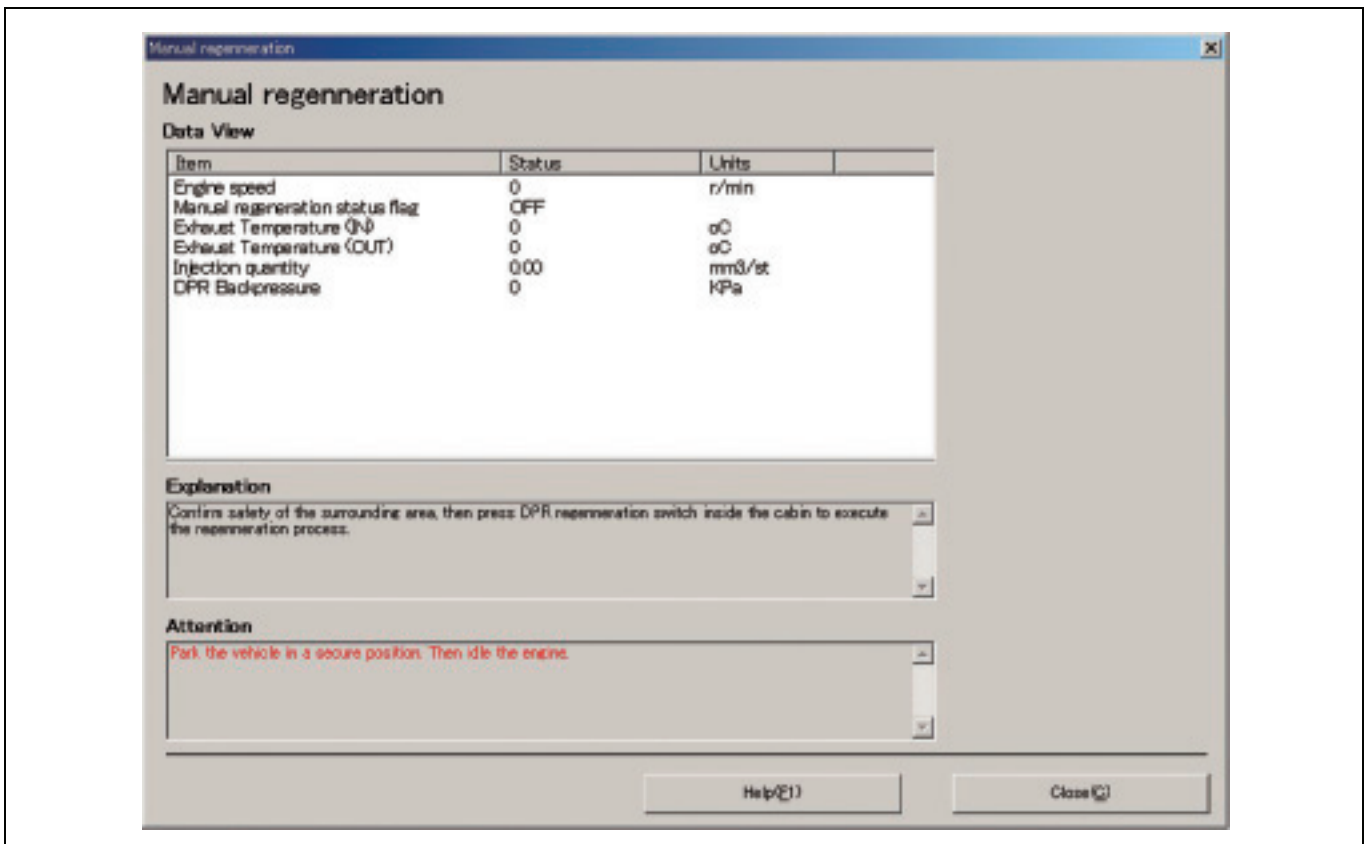 Manual regenneration
Manual regenneration
Data View
Item Status Units
Engine speed 0 r/min
Manual regeneration status flag OFF
Exhaust Temperature (IN) 0 oC
Exhaust Temperature (OUT) 0 oC
Injection quantity 0.00 mm3/st
DPR Backpressure 0 KPa
Explanation
Confirm safety of the surrounding area, then press DPR regenneration switch inside the cabin to execute
the regenneration process.
Attention
Park the vehicle in a secure position. Then idle the engine.
Help(F1) Close(C)